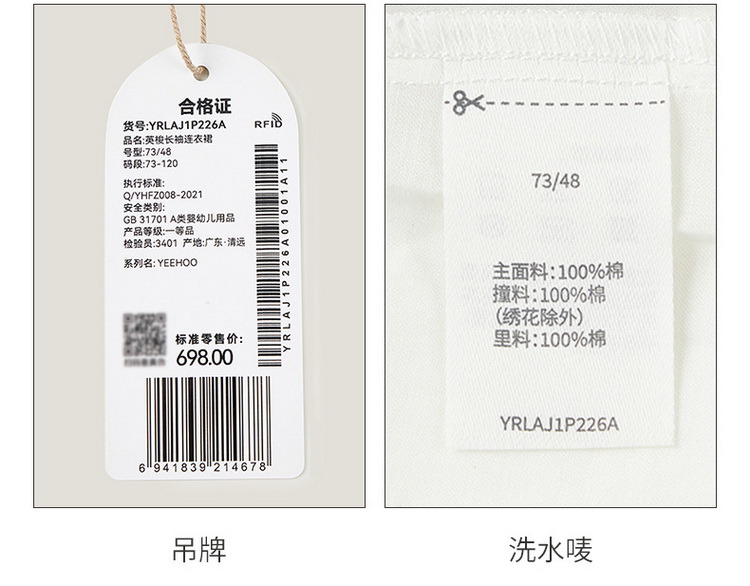 合格证
货号:YRLAJ1P226A
RFID
品名:英梭长袖连衣裙
号型:73/48
码段:73-120
执行标准:
Q/YHFZ008-2021
安全类别:
GB 31701 A类婴幼儿用品
产品等级:一等品
检验员:3401 产地:广东·清远
系列名: YEEHOO
YRLAJ1P226A01001A11
标准零售价:
698.00
6 941839 214678
吊牌
73/48
主面料:100%棉
撞料:100%棉
(绣花除外)
里料:100%棉
YRLAJ1P226A
洗水唛